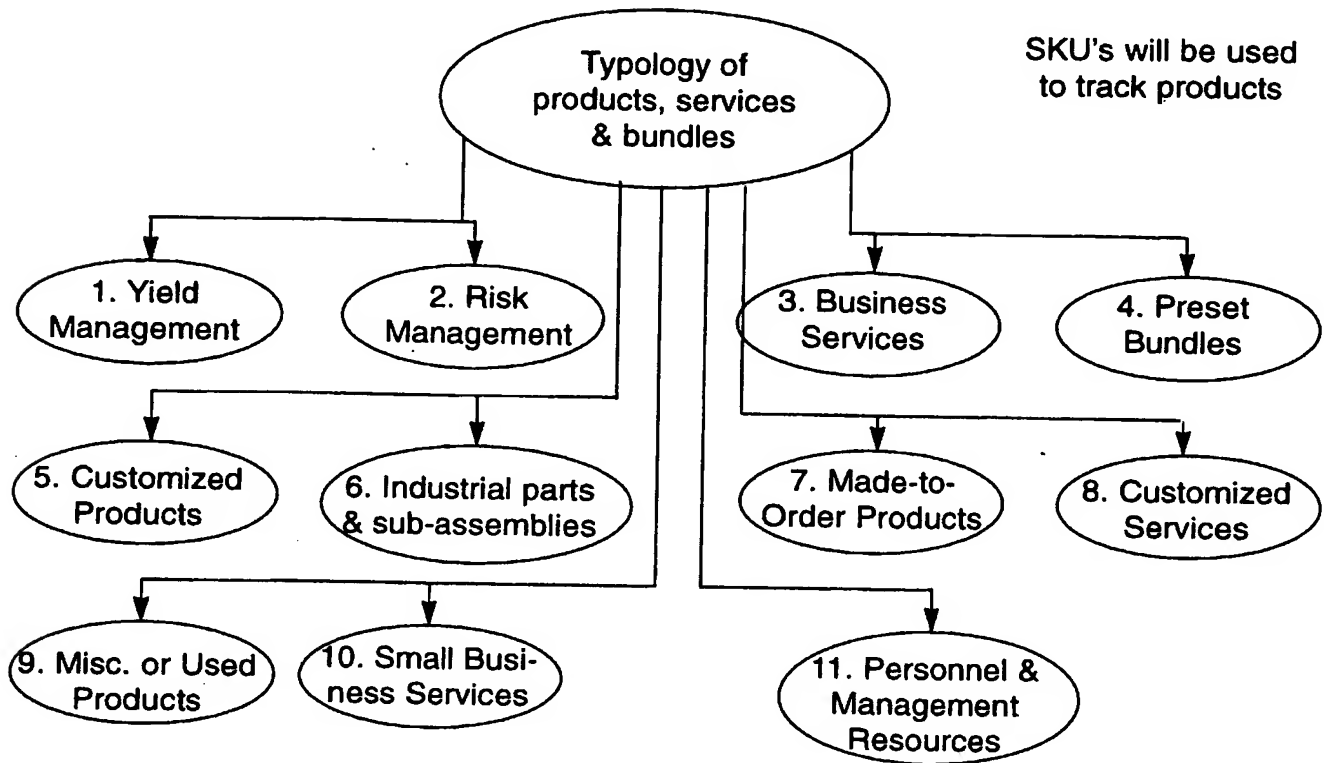 Typology of
products, services
& bundles
SKU's will be used
to track products
1. Yield
Management
2. Risk
Management
3. Business
Services
4. Preset
Bundles
5. Customized
Products
6. Industrial parts
& sub-assemblies
7. Made-to-
Order Products
8. Customized
Services
9. Misc. or Used
Products
10. Small Busi-
ness Services
11. Personnel &
Management
Resources